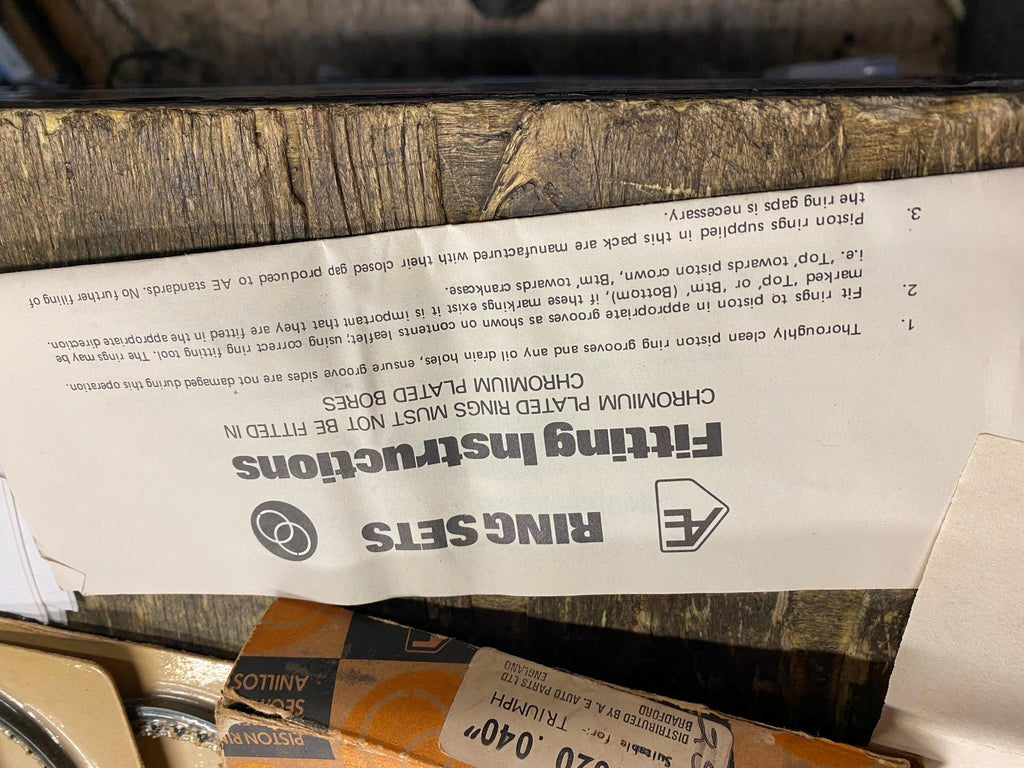 AE RING SETS
Fitting Instructions
CHROMIUM PLATED RINGS MUST NOT BE FITTED IN
CHROMIUM PLATED BORES
1. Thoroughly clean piston ring grooves and any oil drain holes, ensure groove sides are not damaged during this operation.
2. Fit rings to piston in appropriate grooves as shown on contents leaflet; using correct ring fitting tool. The rings may be
marked 'Top' or 'Btm' (Bottom), if these markings exist it is important that they are fitted in the appropriate direction.
i.e. 'Top' towards piston crown, 'Btm' towards crankcase.
3. Piston rings supplied in this pack are manufactured with their closed gap produced to AE standards. No further filing of
the ring gaps is necessary.
PISTON
ANILLOS
.040"
Suitable for:- TRIUMPH
DISTRIBUTED BY A. E. AUTO PARTS LTD
BRADFORD
ENGLAND